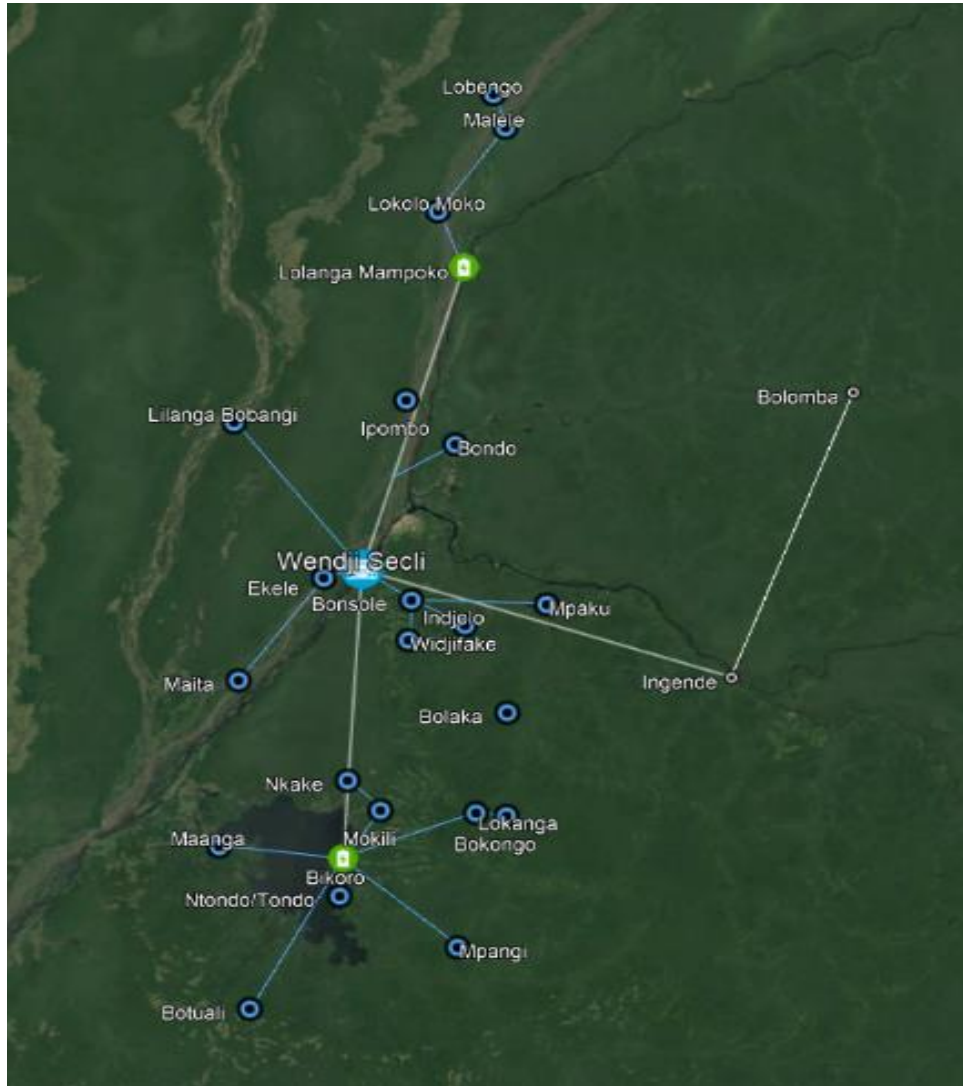 Lobengo
Malele
Lokolo Moko
Lolanga Mampoko
Bolomba
Lilanga Bobangi
Ipombo
Bondo
Wendji Secli
Ekele
Bonsole
Mpaku
Indjelo
Widjifake
Maita
Ingende
Bolaka
Nkake
Lokanga
Mokili
Maanga
Bokongo
Bikoro
Ntondo/Tondo
Mpangi
Botuali